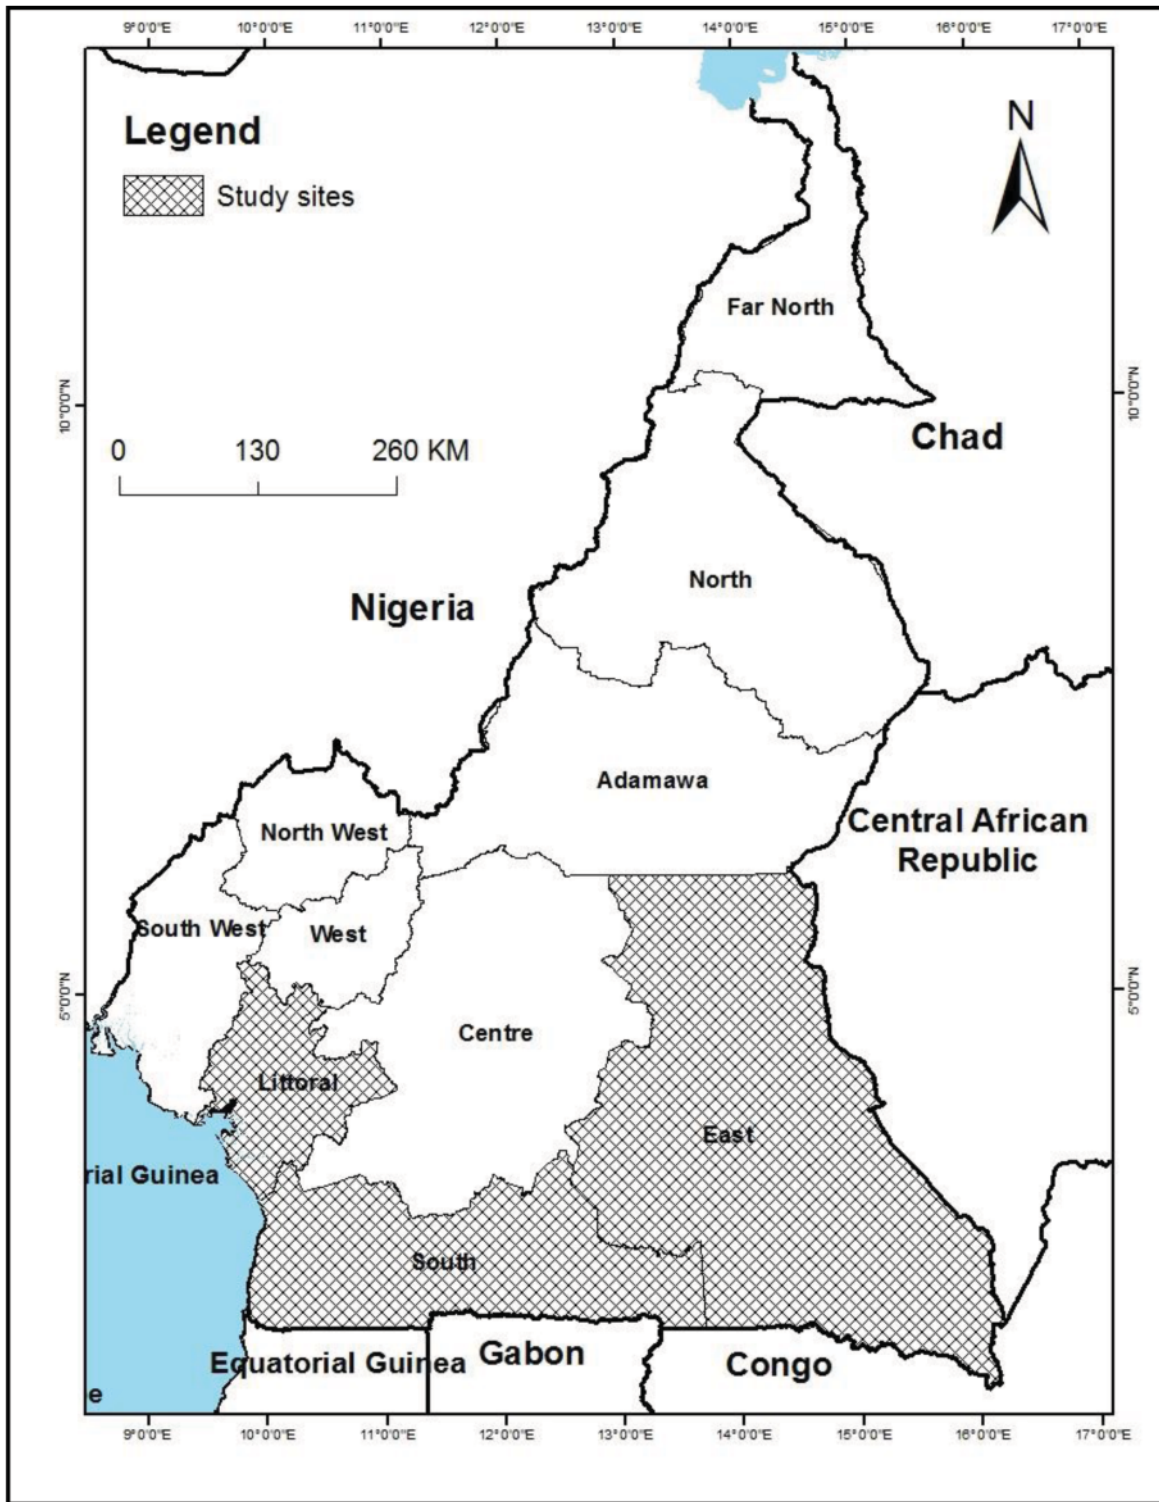 9°0'0"E 10°0'0"E 11°0'0"E 12°0'0"E 13°0'0"E 14°0'0"E 15°0'0"E 16°0'0"E 17°0'0"E
Legend
Study sites
N
Far North
10°0'0"N
10°0'0"N
Chad
0 130 260 KM
North
Nigeria
Adamawa
North West
Central African
Republic
South West
West
5°0'0"N
5°0'0"N
Centre
Littoral
East
rial Guinea
South
Equatorial Guinea
Gabon
Congo
e
9°0'0"E 10°0'0"E 11°0'0"E 12°0'0"E 13°0'0"E 14°0'0"E 15°0'0"E 16°0'0"E 17°0'0"E